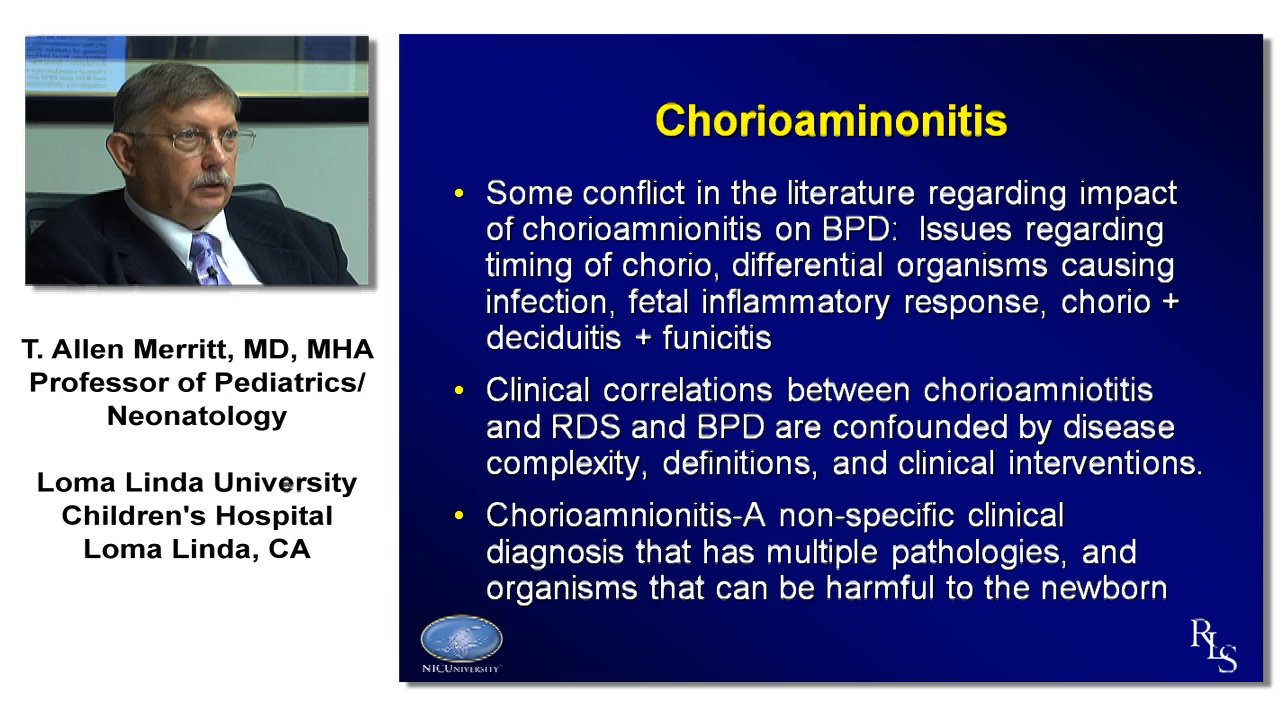 T. Allen Merritt, MD, MHA
Professor of Pediatrics/
Neonatology
Loma Linda University
Children's Hospital
Loma Linda, CA
Chorioaminonitis
• Some conflict in the literature regarding impact
of chorioamnionitis on BPD: Issues regarding
timing of chorio, differential organisms causing
infection, fetal inflammatory response, chorio +
deciduitis + funicitis
• Clinical correlations between chorioamniotitis
and RDS and BPD are confounded by disease
complexity, definitions, and clinical interventions.
• Chorioamnionitis-A non-specific clinical
diagnosis that has multiple pathologies, and
organisms that can be harmful to the newborn
NICUNIVERSITY
RLS